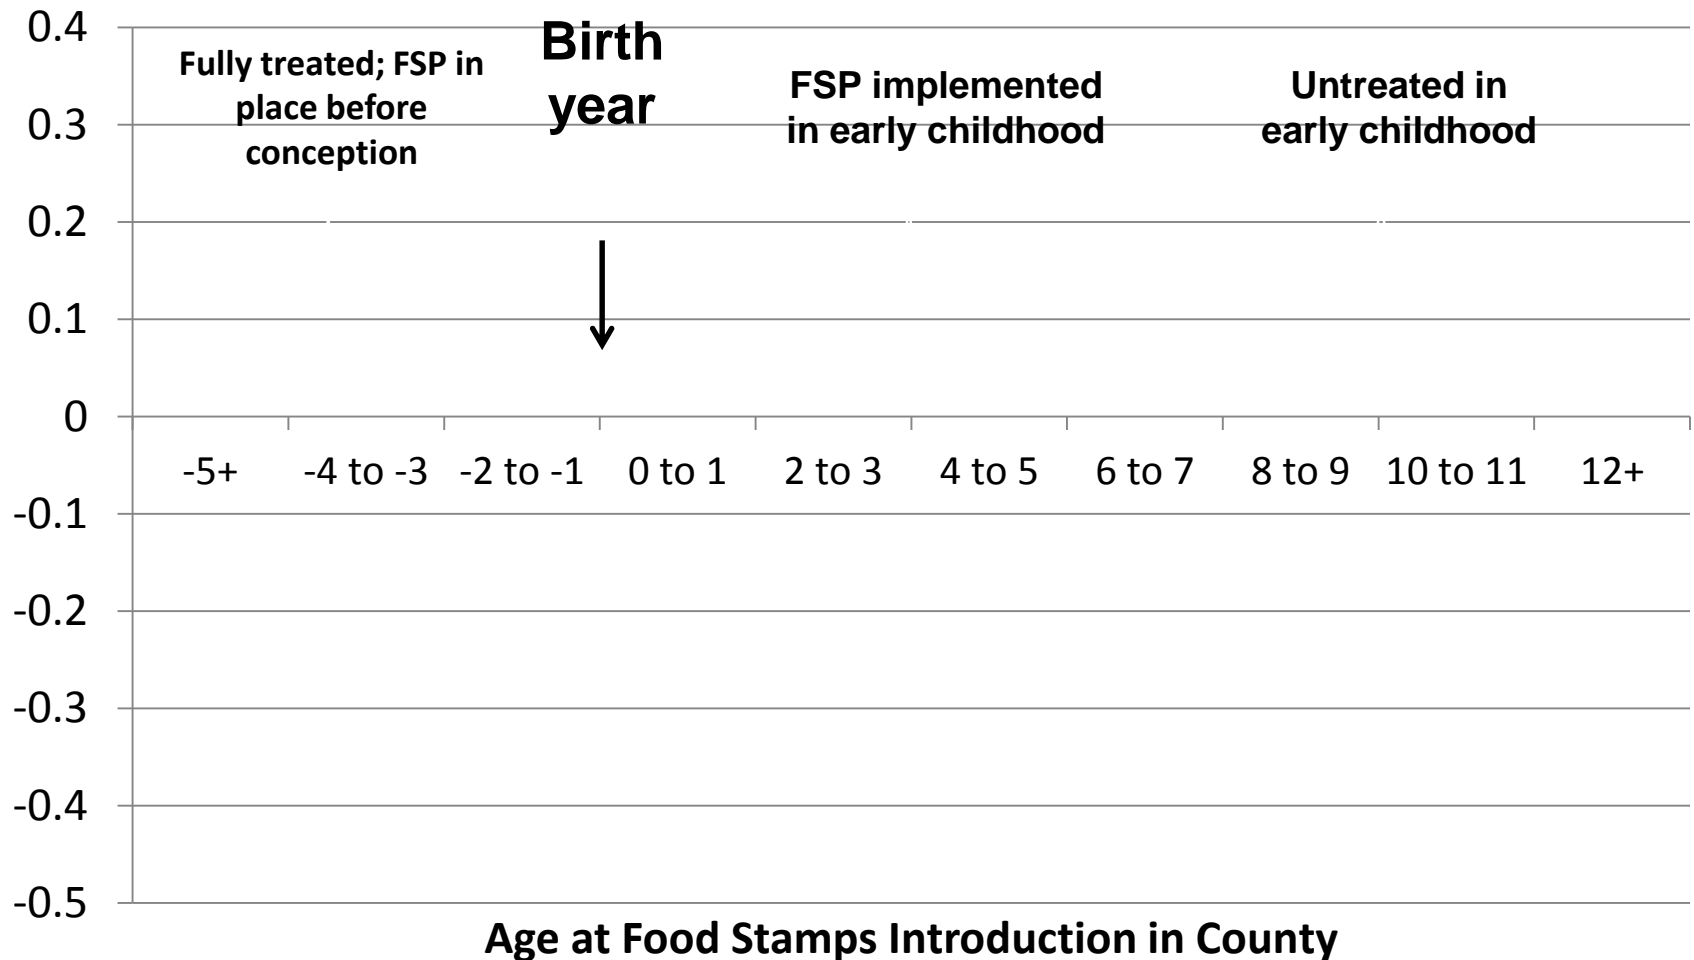 0.4
0.3
0.2
0.1
0
-0.1
-0.2
-0.3
-0.4
-0.5
Fully treated; FSP in
place before
conception
Birth
year
FSP implemented
in early childhood
Untreated in
early childhood
-5+
-4 to -3
-2 to -1
0 to 1
2 to 3
4 to 5
6 to 7
8 to 9
10 to 11
12+
Age at Food Stamps Introduction in County